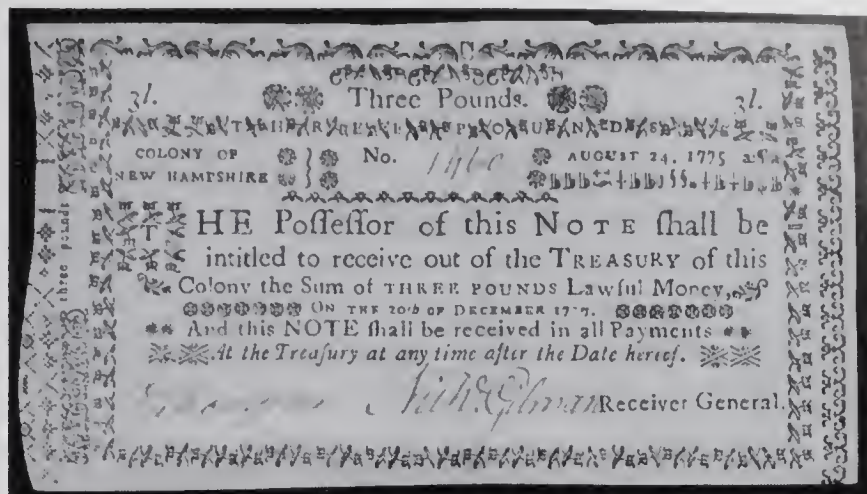 3l. Three Pounds. 3l.
THREE POUNDS
COLONY OF NEW HAMPSHIRE No. 1960 AUGUST 24, 1775
THE Poſſeſſor of this NOTE ſhall be
intitled to receive out of the TREASURY of this
Colony the Sum of THREE POUNDS Lawful Money,
ON THE 20th OF DECEMBER 1777.
And this NOTE ſhall be received in all Payments
At the Treaſury at any time after the Date hereof.
Receiver General.
three pounds